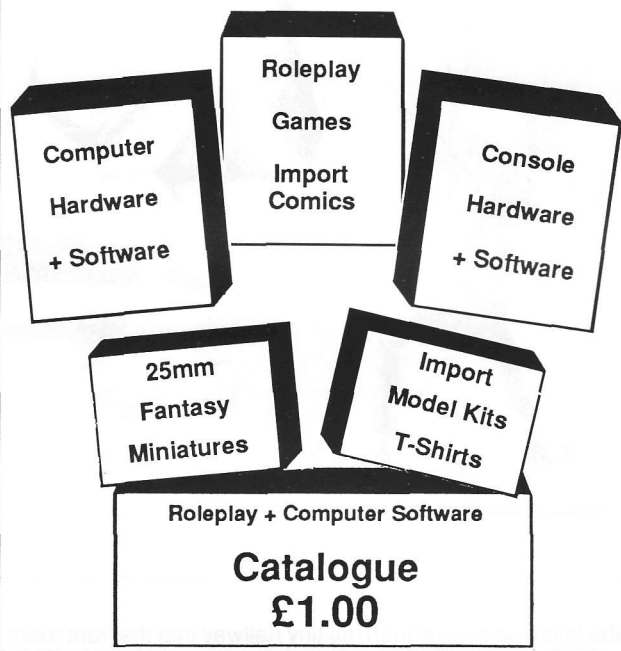 Roleplay
Games
Import
Comics
Computer
Hardware
+ Software
Console
Hardware
+ Software
25mm
Fantasy
Miniatures
Import
Model Kits
T-Shirts
Roleplay + Computer Software
Catalogue
£1.00